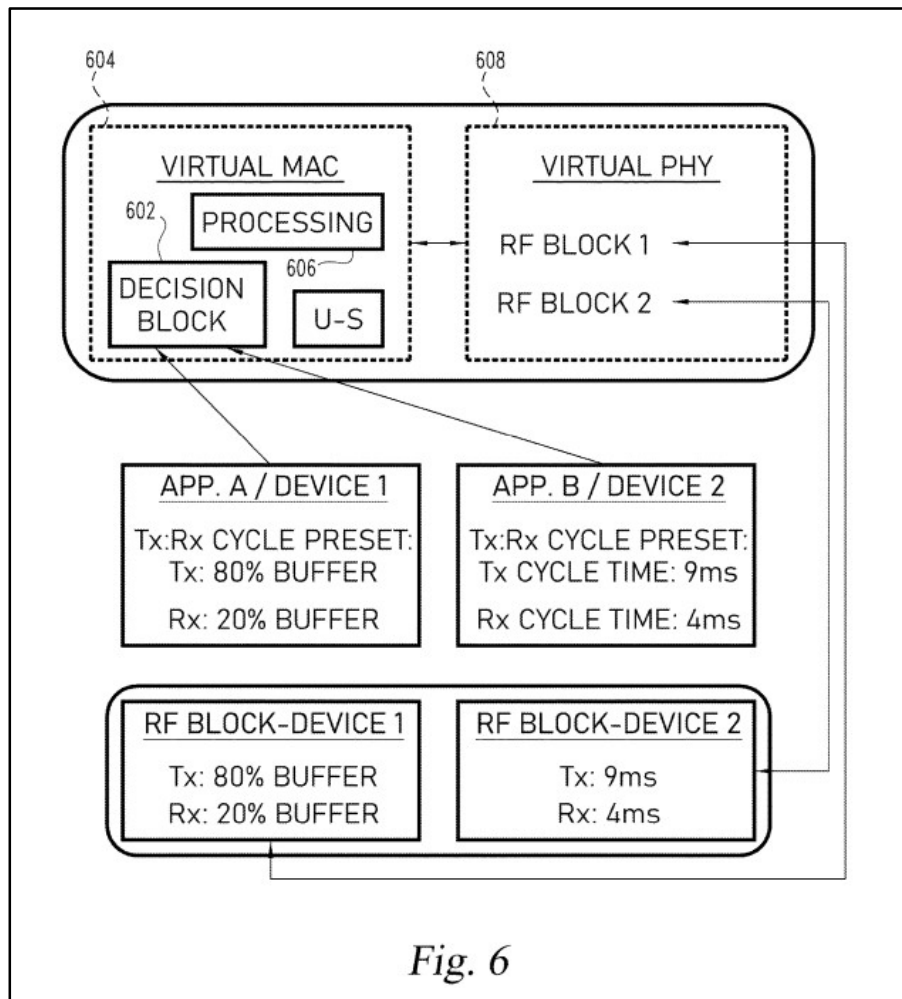 604
608
VIRTUAL MAC
VIRTUAL PHY
602
PROCESSING
606
RF BLOCK 1
DECISION
BLOCK
U-S
RF BLOCK 2
APP. A / DEVICE 1
Tx:Rx CYCLE PRESET:
Tx: 80% BUFFER
Rx: 20% BUFFER
APP. B / DEVICE 2
Tx:Rx CYCLE PRESET:
Tx CYCLE TIME: 9ms
Rx CYCLE TIME: 4ms
RF BLOCK-DEVICE 1
Tx: 80% BUFFER
Rx: 20% BUFFER
RF BLOCK-DEVICE 2
Tx: 9ms
Rx: 4ms
Fig. 6